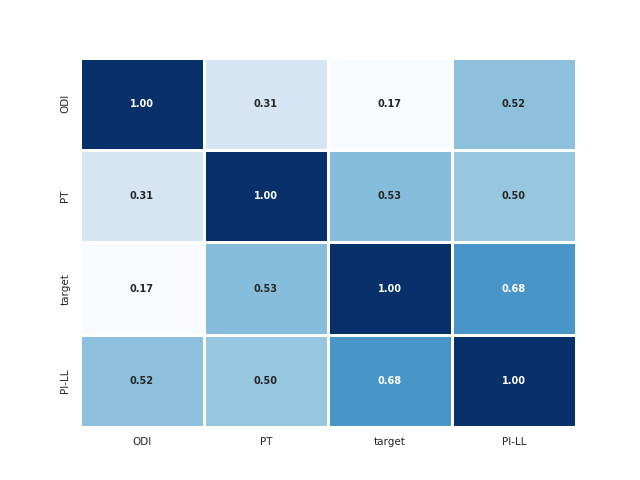 ODI 1.00 0.31 0.17 0.52
PT 0.31 1.00 0.53 0.50
target 0.17 0.53 1.00 0.68
PI-LL 0.52 0.50 0.68 1.00
ODI PT target PI-LL